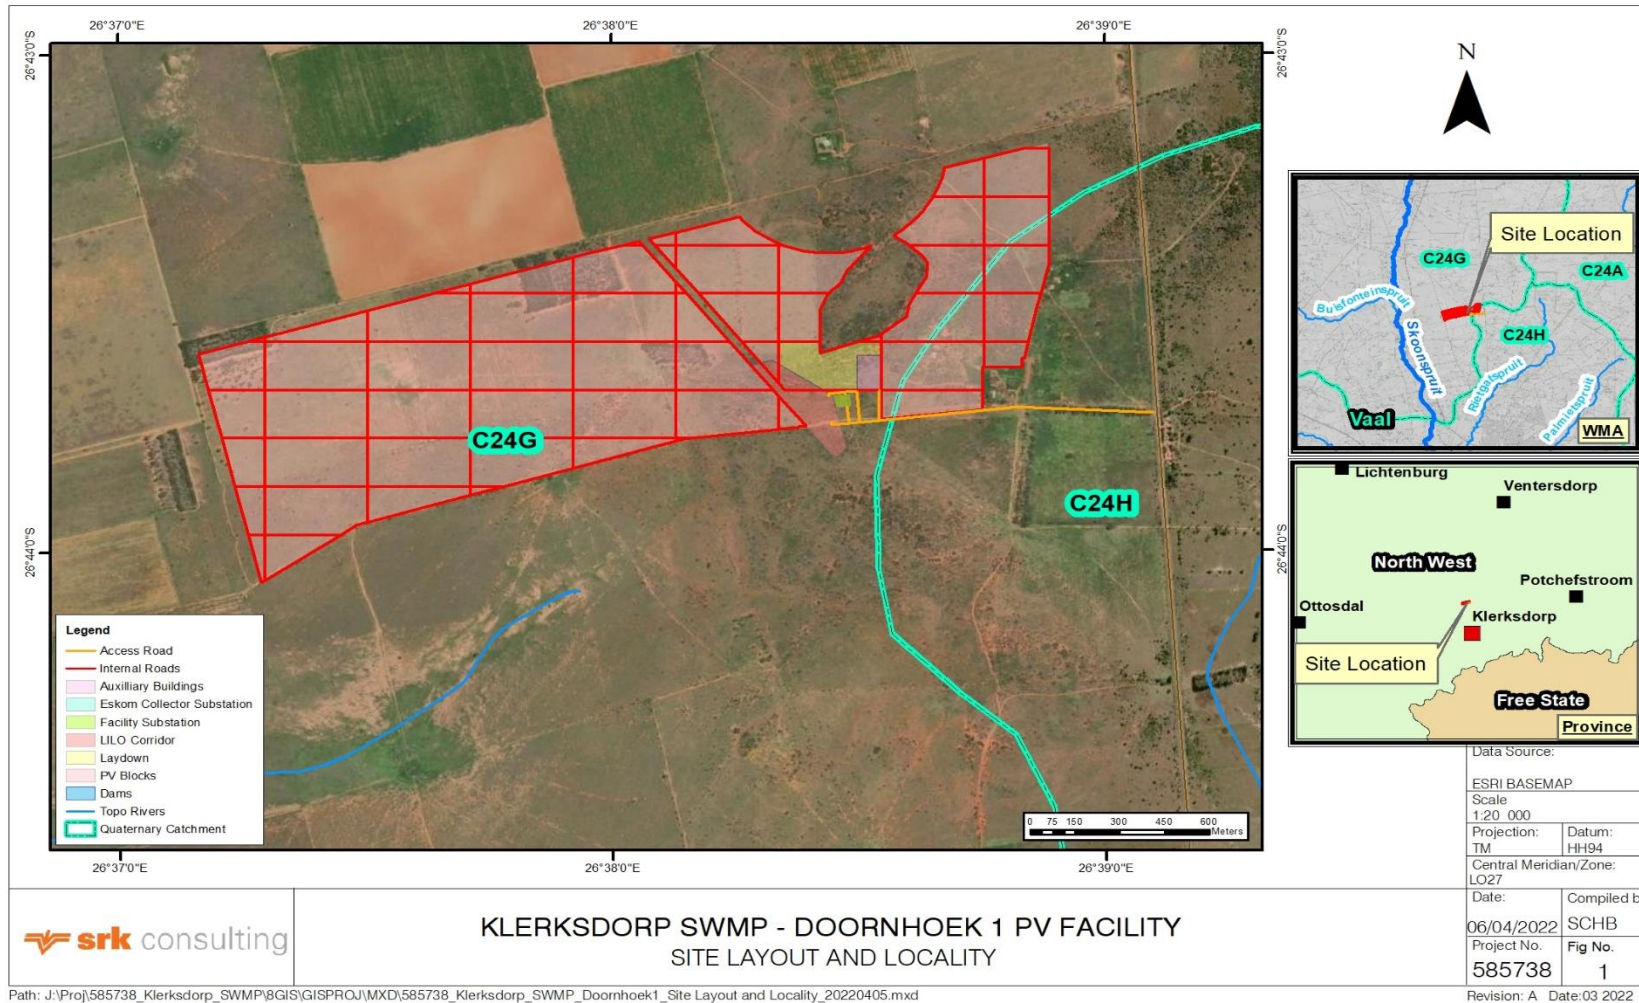 26°37'0"E
26°38'0"E
26°39'0"E
26°43'0"S
26°43'0"S
N
C24G
C24H
26°44'0"S
26°44'0"S
Legend
Access Road
Internal Roads
Auxilliary Buildings
Eskom Collector Substation
Facility Substation
LILO Corridor
Laydown
PV Blocks
Dams
Topo Rivers
Quaternary Catchment
0 75 150 300 450 600
Meters
26°37'0"E
26°38'0"E
26°39'0"E
Site Location
C24G
C24A
Buisfonteinspruit
Skoonspruit
C24H
Rietgatspruit
Palmietspruit
Vaal
WMA
Lichtenburg
Ventersdorp
North West
Potchefstroom
Ottosdal
Klerksdorp
Site Location
Free State
Province
Data Source:
ESRI BASEMAP
Scale
1:20 000
Projection:
TM
Datum:
HH94
Central Meridian/Zone:
LO27
Date:
06/04/2022
Compiled b
SCHB
Project No.
585738
Fig No.
1
srk consulting
KLERKSDORP SWMP - DOORNHOEK 1 PV FACILITY
SITE LAYOUT AND LOCALITY
Path: J:\Proj\585738_Klerksdorp_SWMP\8GIS\GISPROJ\MXD\585738_Klerksdorp_SWMP_Doornhoek1_Site Layout and Locality_20220405.mxd
Revision: A Date:03 2022